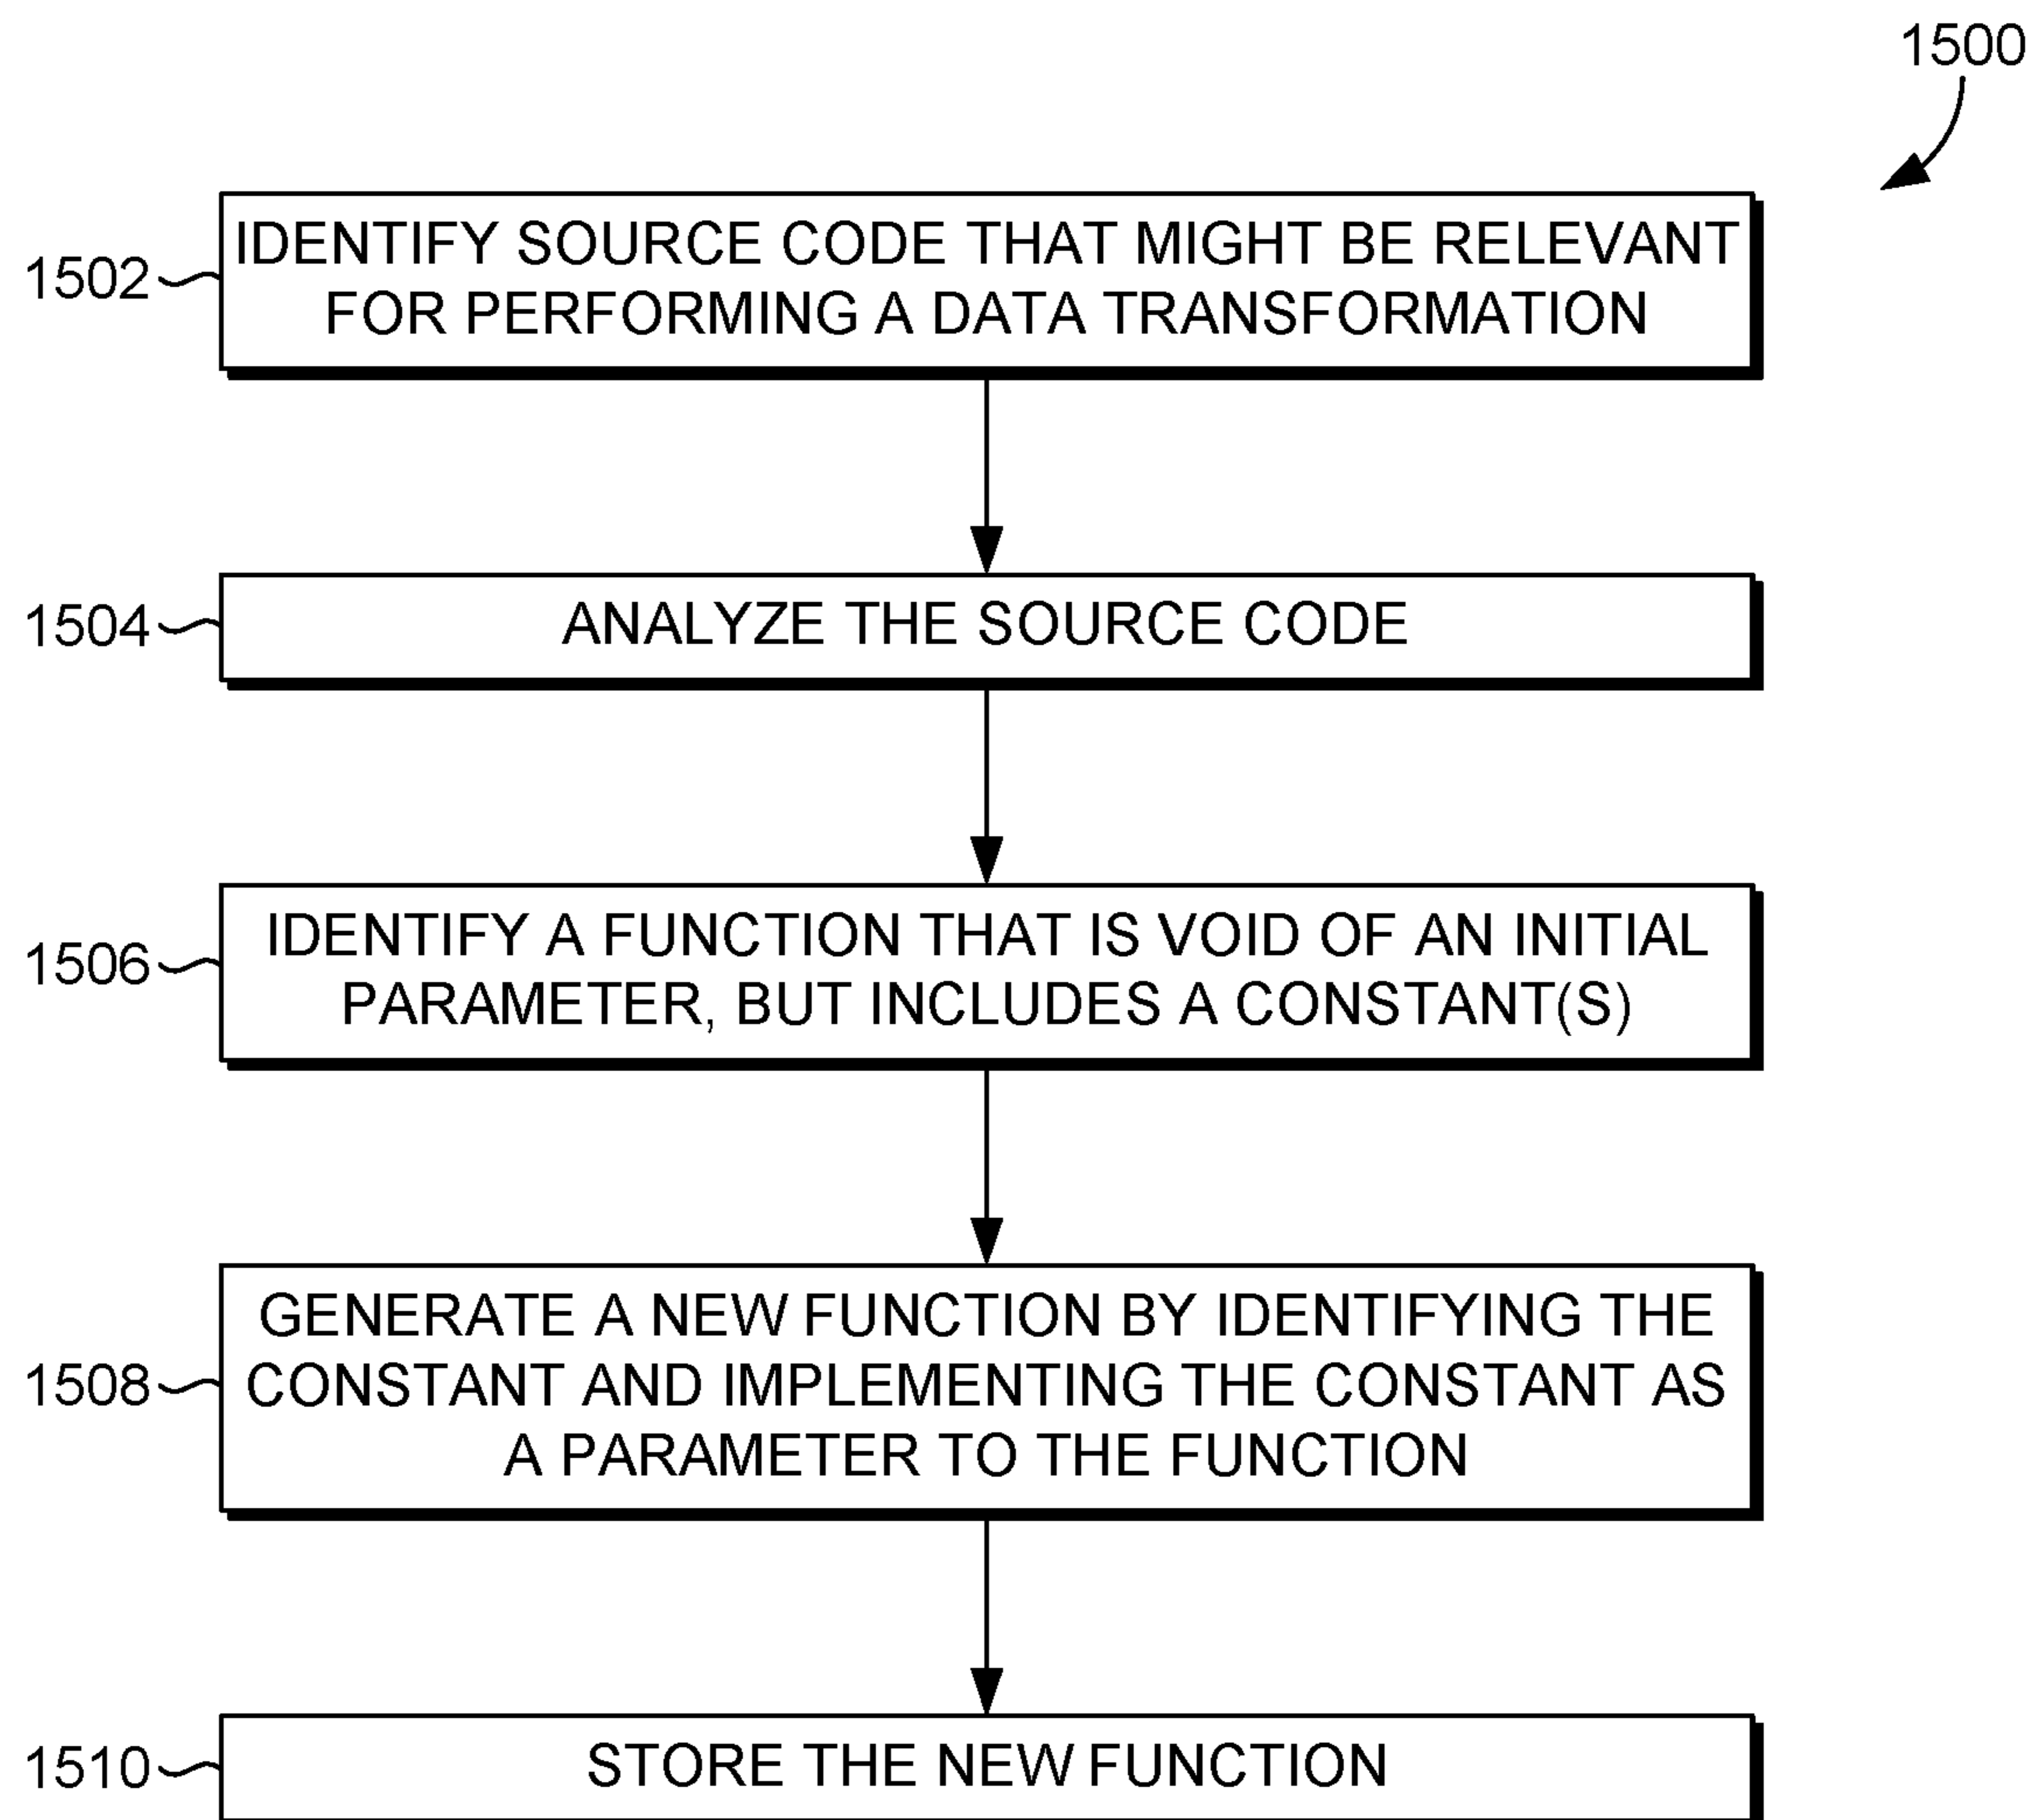 1500
1502
IDENTIFY SOURCE CODE THAT MIGHT BE RELEVANT
FOR PERFORMING A DATA TRANSFORMATION
1504
ANALYZE THE SOURCE CODE
1506
IDENTIFY A FUNCTION THAT IS VOID OF AN INITIAL
PARAMETER, BUT INCLUDES A CONSTANT(S)
1508
GENERATE A NEW FUNCTION BY IDENTIFYING THE
CONSTANT AND IMPLEMENTING THE CONSTANT AS
A PARAMETER TO THE FUNCTION
1510
STORE THE NEW FUNCTION